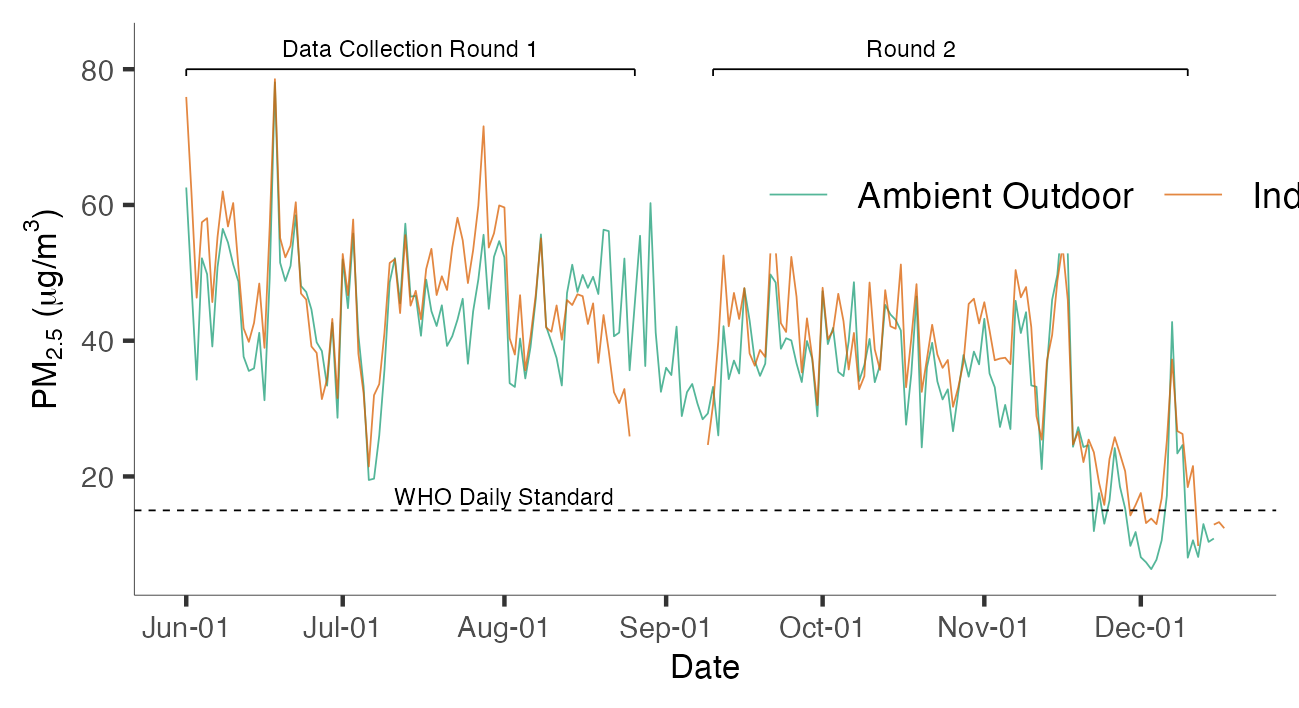 Data Collection Round 1
Round 2
80
60
40
20
PM2.5 (μg/m3)
Ambient Outdoor
Ind
WHO Daily Standard
Jun-01
Jul-01
Aug-01
Sep-01
Oct-01
Nov-01
Dec-01
Date